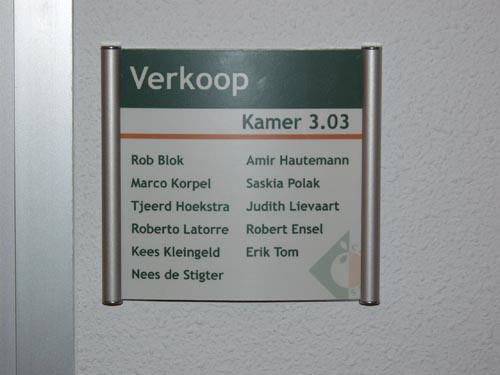 Verkoop
Kamer 3.03
Rob Blok
Marco Korpel
Tjeerd Hoekstra
Roberto Latorre
Kees Kleingeld
Nees de Stigter
Amir Hautemann
Saskia Polak
Judith Lievaart
Robert Ensel
Erik Tom